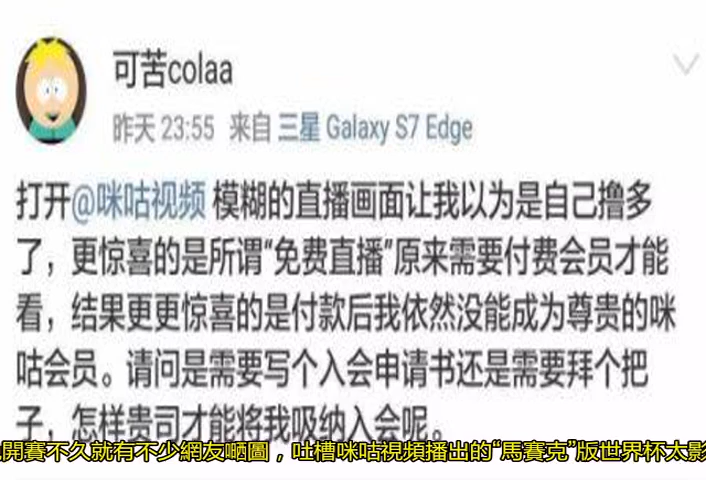 可苦colaa
昨天 23:55 来自 三星 Galaxy S7 Edge
打开@咪咕视频 模糊的直播画面让我以为是自己撸多
了，更惊喜的是所谓“免费直播”原来需要付费会员才能
看，结果更更惊喜的是付款后我依然没能成为尊贵的咪
咕会员。请问是需要写个入会申请书还是需要拜个把
子，怎样贵司才能将我吸纳入会呢。
開賽不久就有不少網友嗮圖，吐槽咪咕視頻播出的“馬賽克”版世界杯太影